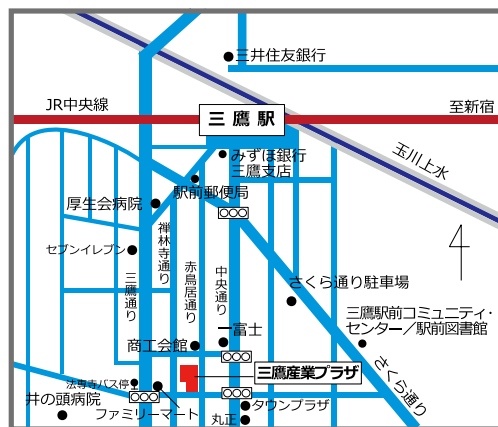 三井住友銀行
JR中央線
三鷹駅
至新宿
みずほ銀行
三鷹支店
玉川上水
駅前郵便局
厚生会病院
禅林寺通り
セブンイレブン
三鷹通り
赤鳥居通り
中央通り
さくら通り駐車場
三鷹駅前コミュニティ・
センター／駅前図書館
一富士
商工会館
三鷹産業プラザ
さくら通り
法専寺バス停
井の頭病院
ファミリーマート
タウンプラザ
丸正